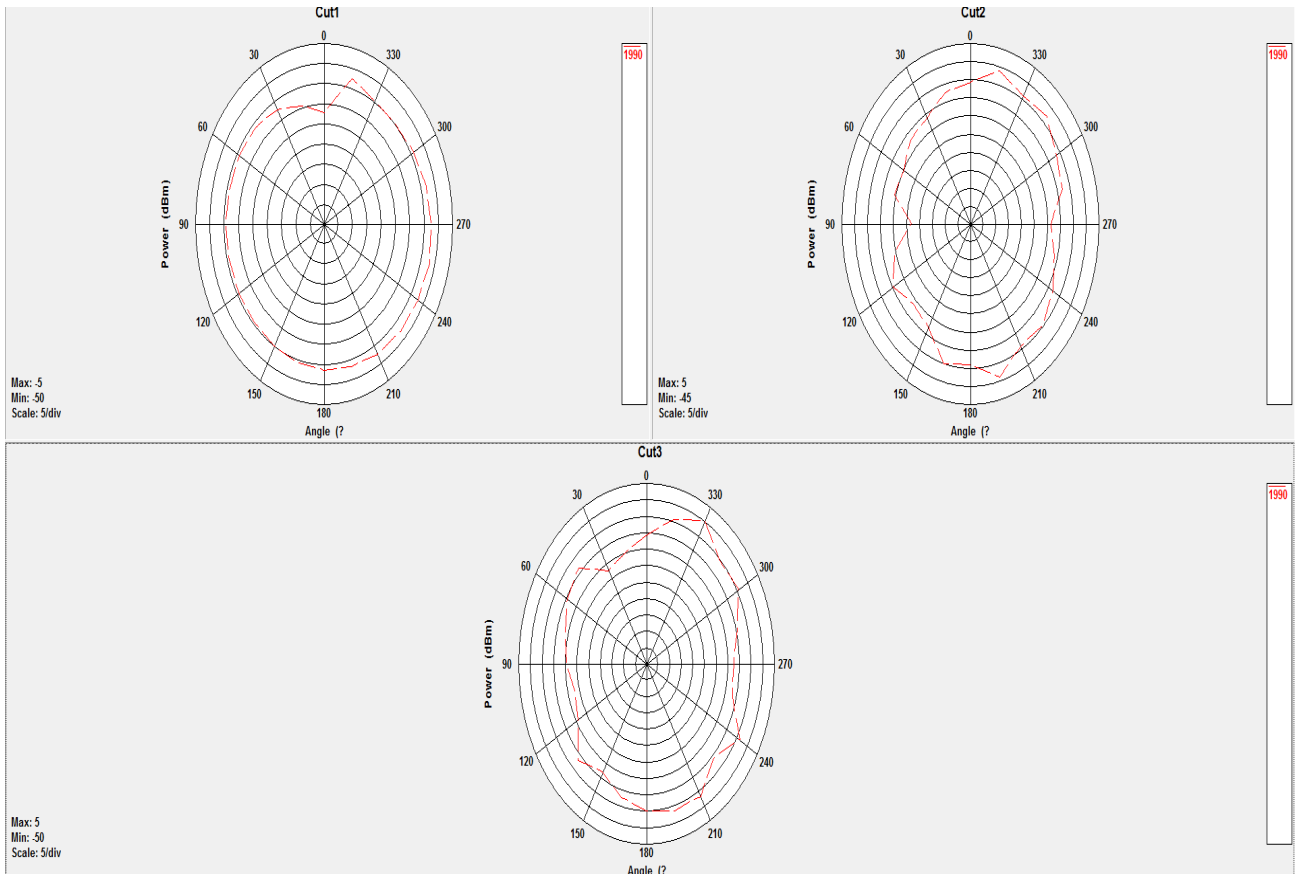 Cut1
0
30
330
1990
60
300
Power (dBm)
90
270
120
240
150
210
180
Max: -5
Min: -50
Scale: 5/div
Angle (?
Cut2
0
30
330
1990
60
300
Power (dBm)
90
270
120
240
150
210
180
Max: 5
Min: -45
Scale: 5/div
Angle (?
Cut3
0
30
330
1990
60
300
Power (dBm)
90
270
120
240
150
210
180
Max: 5
Min: -50
Scale: 5/div
Angle (?